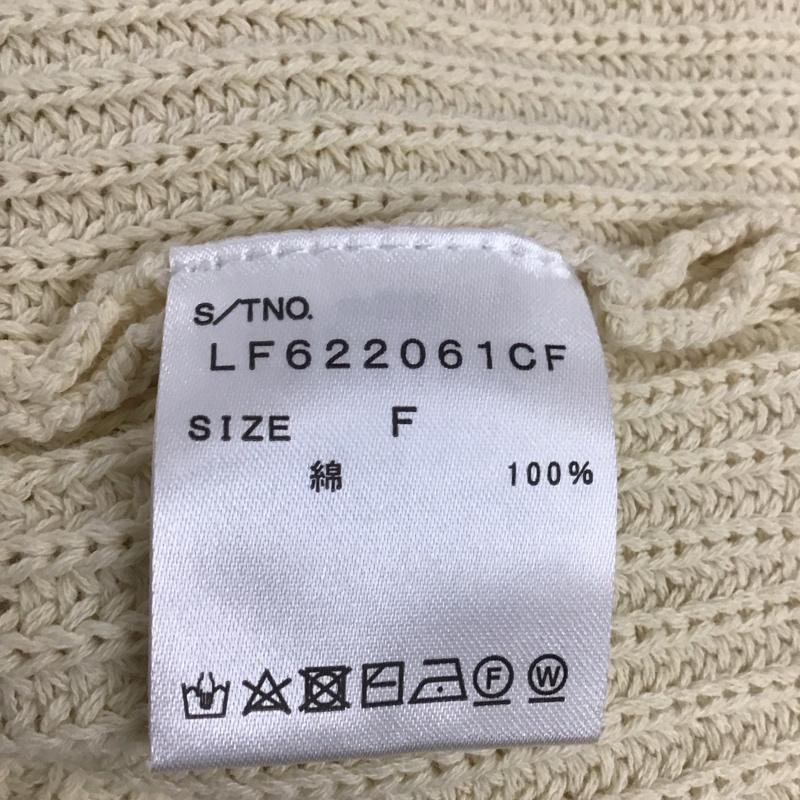 S/TNO.
LF622061CF
SIZE F
綿 100%
F W